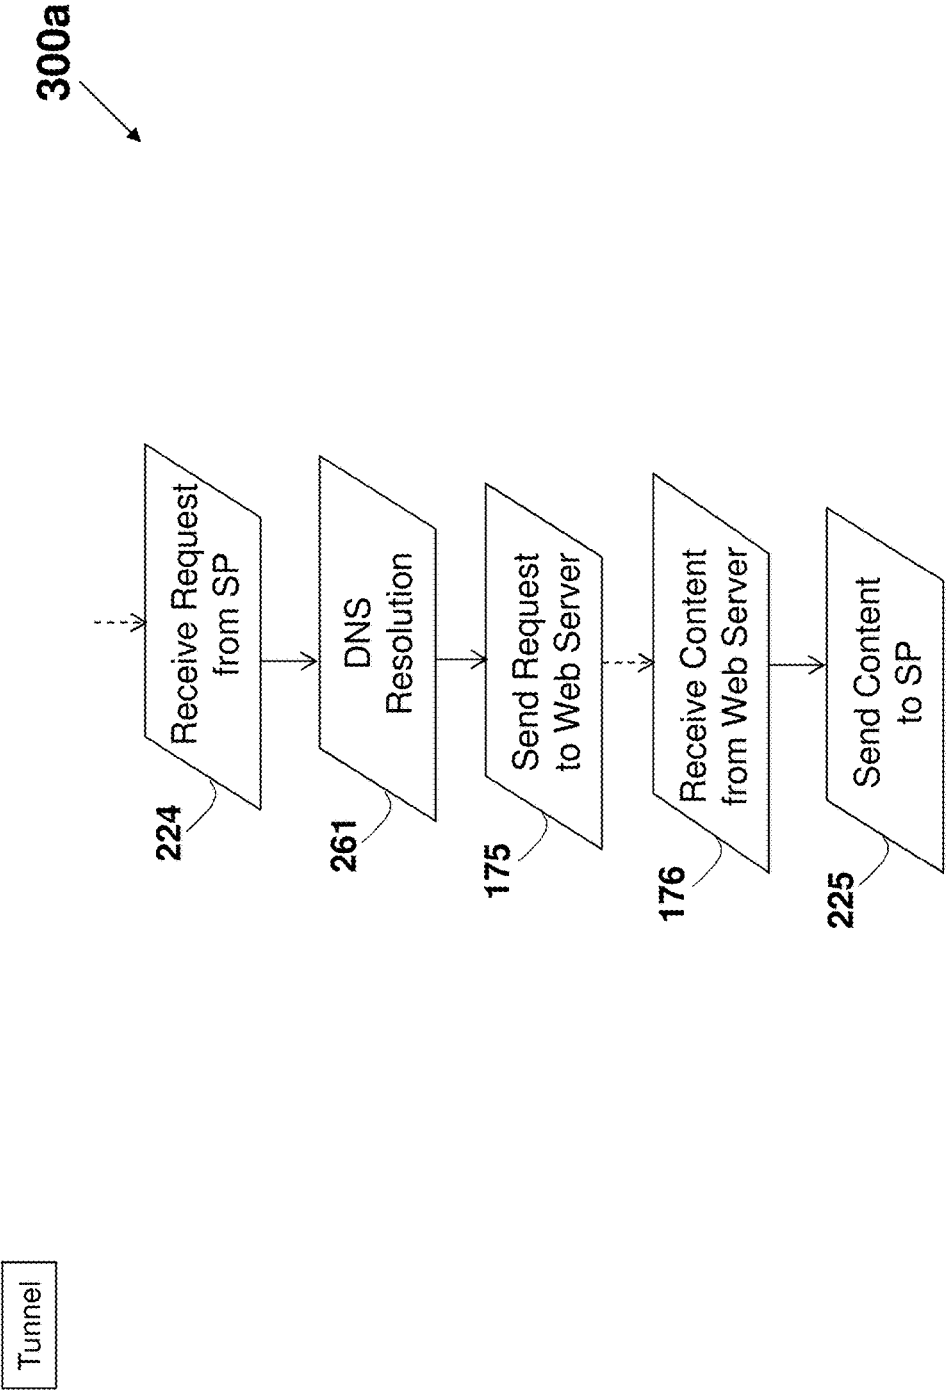 Tunnel
300a
224
Receive Request
from SP
261
DNS
Resolution
175
Send Request
to Web Server
176
Receive Content
from Web Server
225
Send Content
to SP